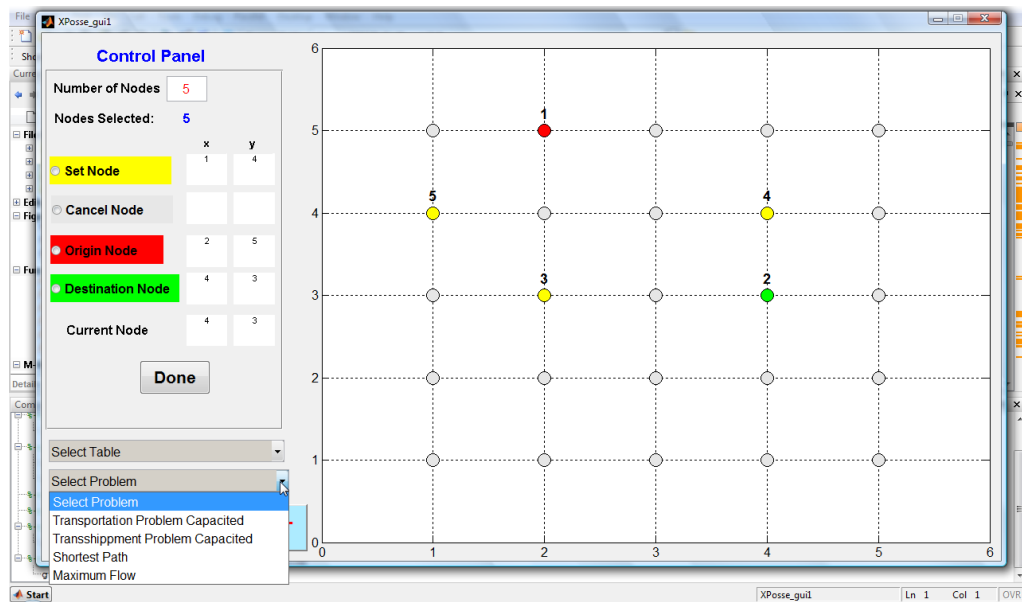 File
XPosse_gui1
Control Panel
Number of Nodes 5
Nodes Selected: 5
x y
Set Node 1 4
Cancel Node
Origin Node 2 5
Destination Node 4 3
Current Node 4 3
Done
Select Table
Select Problem
Select Problem
Transportation Problem Capacited
Transshippment Problem Capacited
Shortest Path
Maximum Flow
6
5
4
3
2
1
0
0 1 2 3 4 5 6
1
5 4
3 2
Start
XPosse_gui1 Ln 1 Col 1 OVR